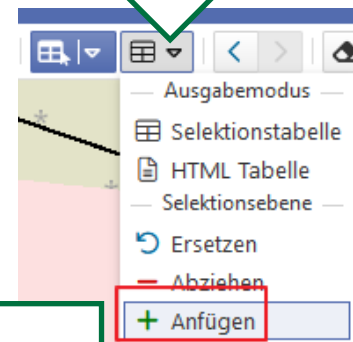 Ausgabemodus
Selektionstabelle
HTML Tabelle
Selektionsebene
Ersetzen
Abziehen
Anfügen